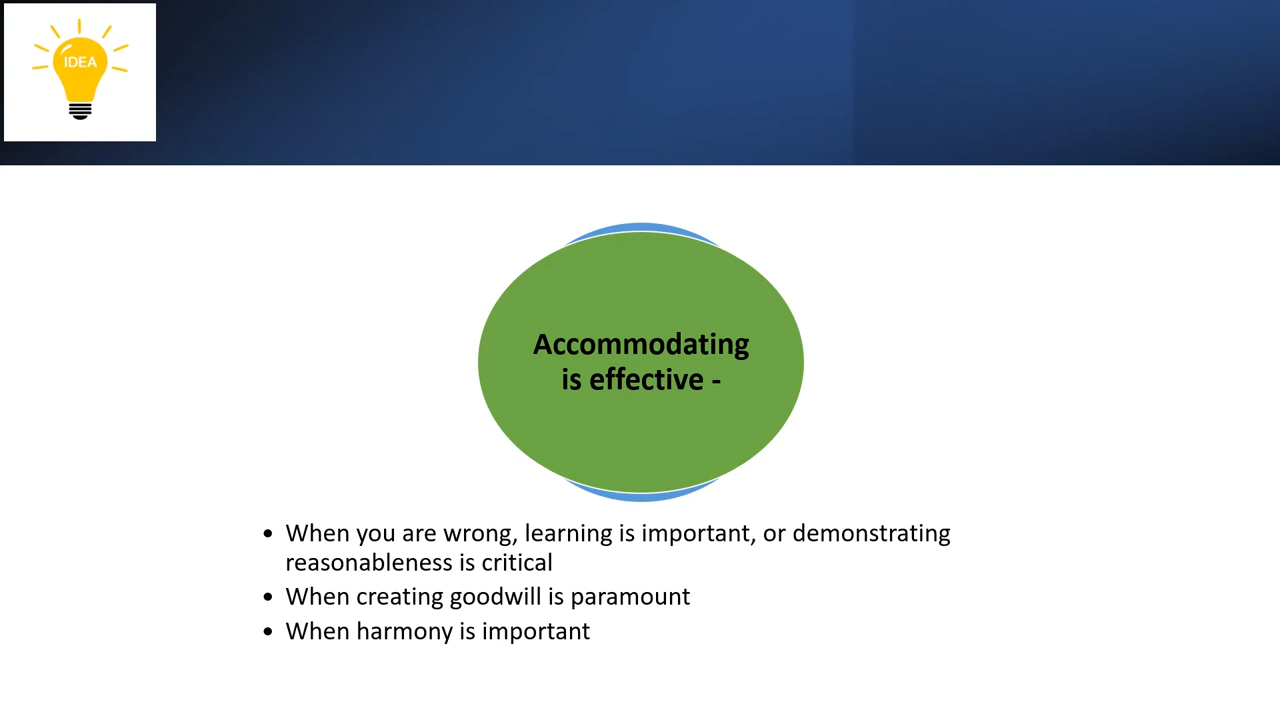 IDEA
Accommodating
is effective -
• When you are wrong, learning is important, or demonstrating
reasonableness is critical
• When creating goodwill is paramount
• When harmony is important